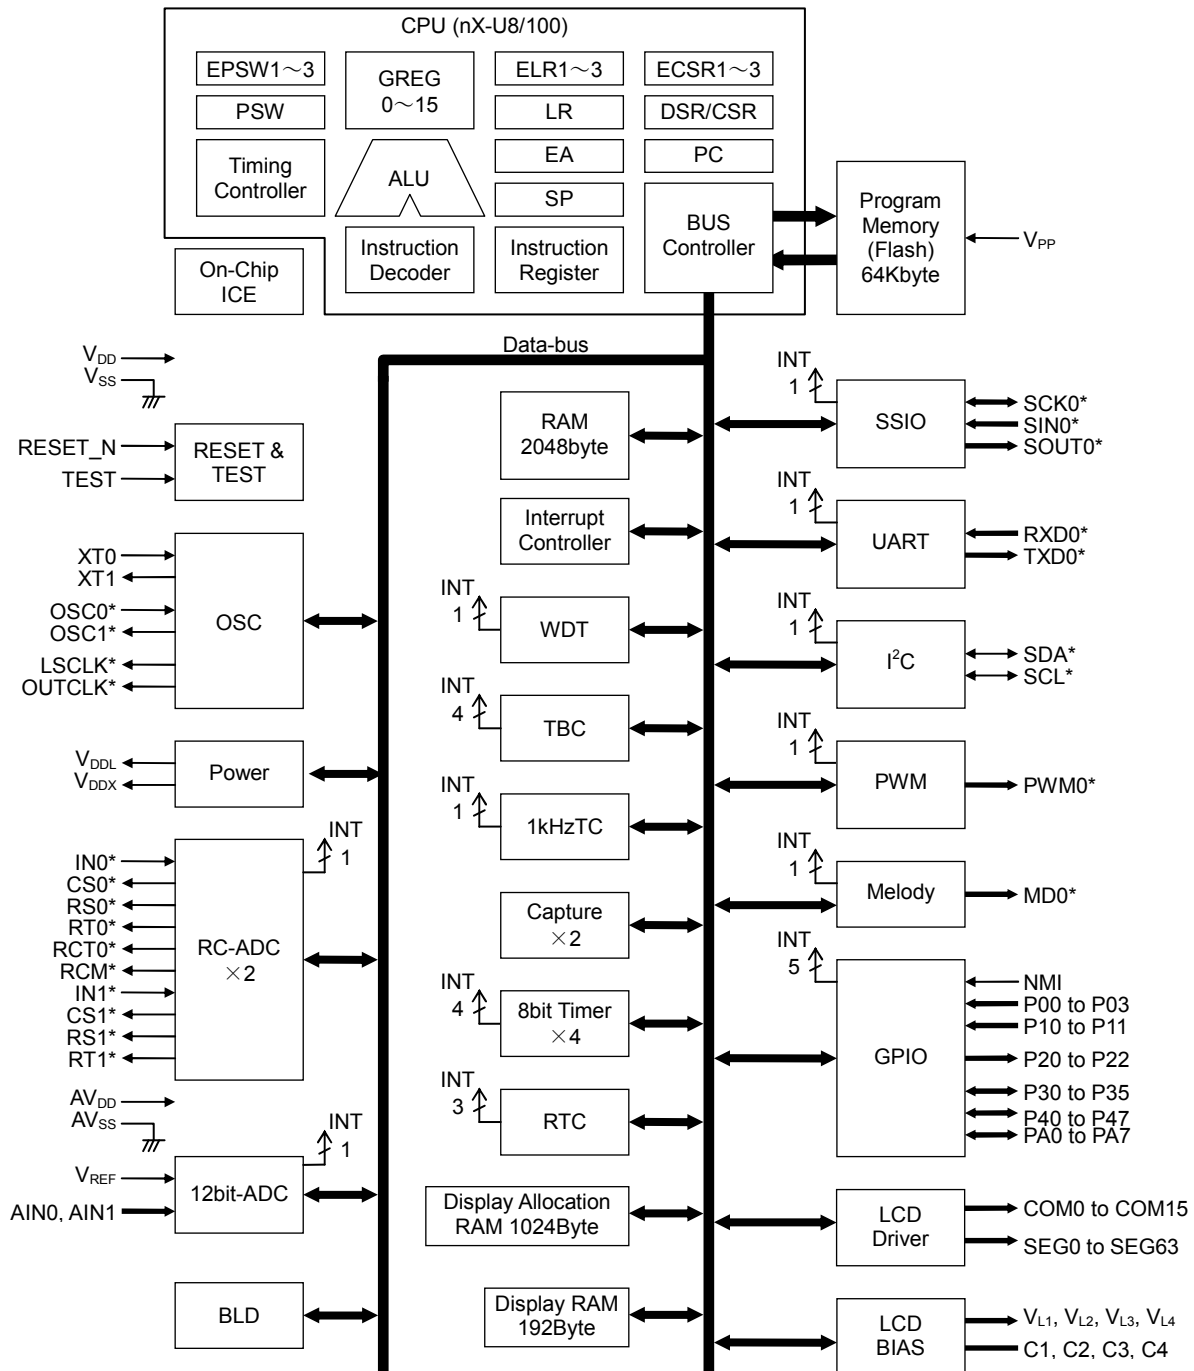 CPU (nX-U8/100)
EPSW1~3
GREG
0~15
ELR1~3
ECSR1~3
PSW
LR
DSR/CSR
Timing
Controller
ALU
EA
PC
SP
BUS
Controller
Program
Memory
(Flash)
64Kbyte
VPP
On-Chip
ICE
Instruction
Decoder
Instruction
Register
Data-bus
VDD
VSS
RESET_N
TEST
RESET &
TEST
XT0
XT1
OSC0*
OSC1*
LSCLK*
OUTCLK*
OSC
VDDL
VDDX
Power
IN0*
CS0*
RS0*
RT0*
RCT0*
RCM*
IN1*
CS1*
RS1*
RT1*
RC-ADC
×2
INT
1
AVDD
AVSS
VREF
AIN0, AIN1
12bit-ADC
INT
1
BLD
RAM
2048byte
Interrupt
Controller
INT
1
WDT
INT
4
TBC
INT
1
1kHzTC
Capture
×2
INT
4
8bit Timer
×4
INT
3
RTC
Display Allocation
RAM 1024Byte
Display RAM
192Byte
INT
1
SSIO
SCK0*
SIN0*
SOUT0*
INT
1
UART
RXD0*
TXD0*
INT
1
I²C
SDA*
SCL*
INT
1
PWM
PWM0*
INT
1
Melody
MD0*
INT
5
GPIO
NMI
P00 to P03
P10 to P11
P20 to P22
P30 to P35
P40 to P47
PA0 to PA7
LCD
Driver
COM0 to COM15
SEG0 to SEG63
LCD
BIAS
VL1, VL2, VL3, VL4
C1, C2, C3, C4